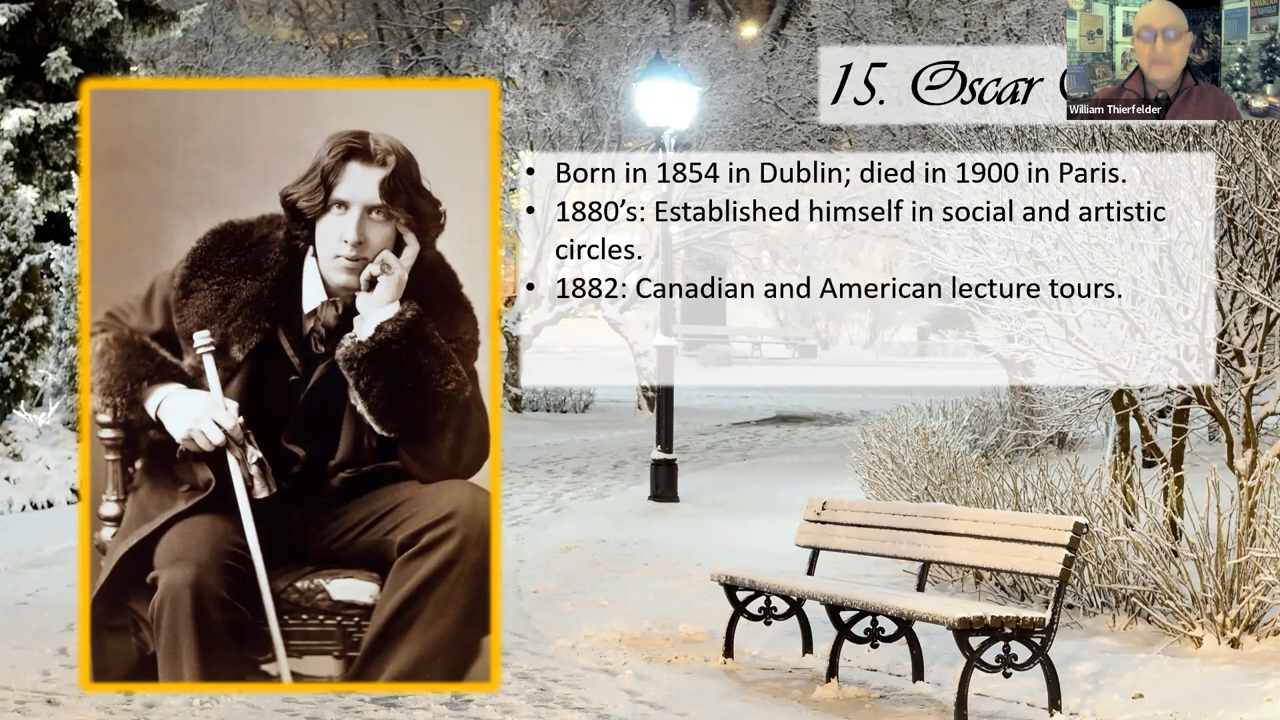 15. Oscar
William Thierfelder
• Born in 1854 in Dublin; died in 1900 in Paris.
• 1880’s: Established himself in social and artistic
circles.
• 1882: Canadian and American lecture tours.